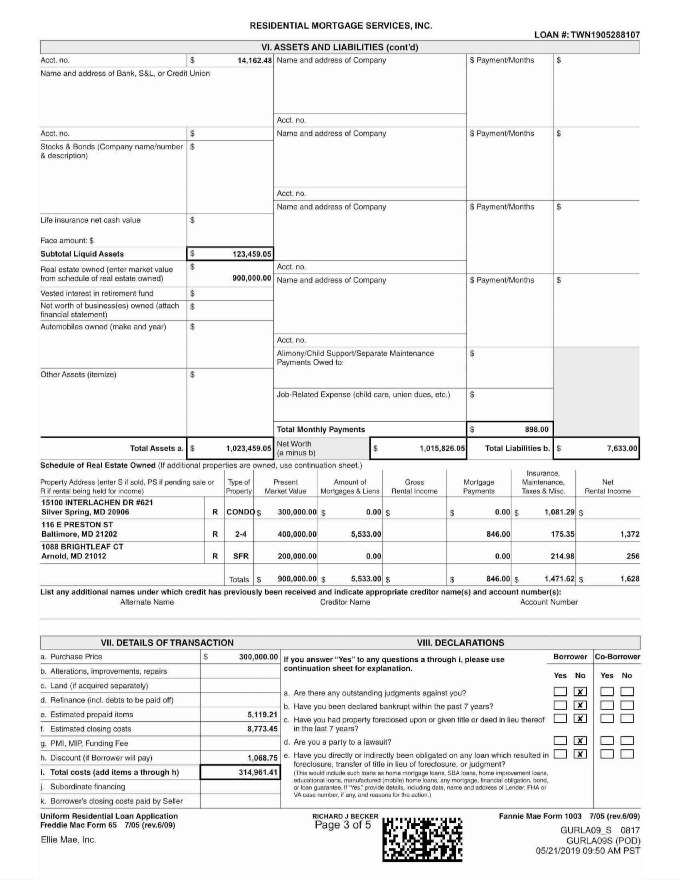 RESIDENTIAL MORTGAGE SERVICES, INC.
LOAN #: TWN1905288107
VI. ASSETS AND LIABILITIES (cont'd)
Acct. no. $ 14,162.48 Name and address of Company $ Payment/Months $
Name and address of Bank, S&L, or Credit Union
Acct. no.
Acct. no. $ Name and address of Company $ Payment/Months $
Stocks & Bonds (Company name/number $
& description)
Acct. no.
Name and address of Company $ Payment/Months $
Life insurance net cash value $
Face amount: $
Subtotal Liquid Assets $ 123,459.05
Real estate owned (enter market value $ Acct. no.
from schedule of real estate owned) 900,000.00 Name and address of Company $ Payment/Months $
Vested interest in retirement fund $
Net worth of business(es) owned (attach $
financial statement)
Automobiles owned (make and year) $
Acct. no.
Alimony/Child Support/Separate Maintenance $
Payments Owed to:
Other Assets (itemize) $
Job-Related Expense (child care, union dues, etc.) $
Total Monthly Payments $ 898.00
Total Assets a. $ 1,023,459.05 Net Worth $ 1,015,826.05 Total Liabilities b. $ 7,633.00
(a minus b)
Schedule of Real Estate Owned (If additional properties are owned, use continuation sheet.)
Insurance,
Property Address (enter S if sold, PS if pending sale or Type of Present Amount of Gross Mortgage Maintenance, Net
R if rental being held for income) Property Market Value Mortgages & Liens Rental Income Payments Taxes & Misc. Rental Income
15100 INTERLACHEN DR #621
Silver Spring, MD 20906 R CONDO $ 300,000.00 $ 0.00 $ $ 0.00 $ 1,081.29 $
116 E PRESTON ST
Baltimore, MD 21202 R 2-4 400,000.00 5,533.00 846.00 175.35 1,372
1088 BRIGHTLEAF CT
Arnold, MD 21012 R SFR 200,000.00 0.00 0.00 214.98 256
Totals $ 900,000.00 $ 5,533.00 $ $ 846.00 $ 1,471.62 $ 1,628
List any additional names under which credit has previously been received and indicate appropriate creditor name(s) and account number(s):
Alternate Name Creditor Name Account Number
VII. DETAILS OF TRANSACTION VIII. DECLARATIONS
a. Purchase Price $ 300,000.00
b. Alterations, improvements, repairs
c. Land (if acquired separately)
d. Refinance (incl. debts to be paid off)
e. Estimated prepaid items 5,119.21
f. Estimated closing costs 8,773.45
g. PMI, MIP, Funding Fee
h. Discount (if Borrower will pay) 1,068.75
i. Total costs (add items a through h) 314,961.41
j. Subordinate financing
k. Borrower's closing costs paid by Seller
If you answer "Yes" to any questions a through i, please use Borrower Co-Borrower
continuation sheet for explanation. Yes No Yes No
a. Are there any outstanding judgments against you? X
b. Have you been declared bankrupt within the past 7 years? X
c. Have you had property foreclosed upon or given title or deed in lieu thereof X
in the last 7 years?
d. Are you a party to a lawsuit? X
e. Have you directly or indirectly been obligated on any loan which resulted in X
foreclosure, transfer of title in lieu of foreclosure, or judgment?
(This would include such loans as home mortgage loans, SBA loans, home improvement loans,
educational loans, manufactured (mobile) home loans, any mortgage, financial obligation, bond,
or loan guarantee. If "Yes," provide details, including date, name and address of Lender, FHA or
VA case number, if any, and reasons for the action.)
Uniform Residential Loan Application RICHARD J BECKER Fannie Mae Form 1003 7/05 (rev.6/09)
Freddie Mac Form 65 7/05 (rev.6/09) Page 3 of 5
Ellie Mae, Inc. GURLA09_S 0817
GURLA09S (POD)
05/21/2019 09:50 AM PST